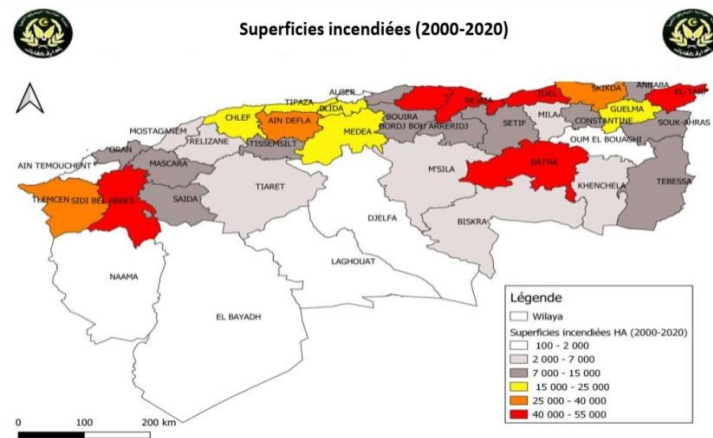 Superficies incendiées (2000-2020)
ALGER
TIPAZA
BLIDA
CHLEF
AIN DEFLA
MEDEA
BOUIRA
BEJAIA
JIJEL
SKIKDA
ANNABA
EL TARF
GUELMA
CONSTANTINE
SOUK-AHRAS
MILA
SETIF
BORDJ BOU ARRERIDJ
OUM EL BOUAGHI
MOSTAGANEM
RELIZANE
TISSEMSILT
ORAN
MASCARA
AIN TEMOUCHENT
TLEMCEN
SIDI BEL ABBES
SAIDA
TIARET
M'SILA
BATNA
KHENCHELA
TEBESSA
DJELFA
BISKRA
LAGHOUAT
NAAMA
EL BAYADH
Légende
Wilaya
Superficies incendiées HA (2000-2020)
100 - 2 000
2 000 - 7 000
7 000 - 15 000
15 000 - 25 000
25 000 - 40 000
40 000 - 55 000
0 100 200 km